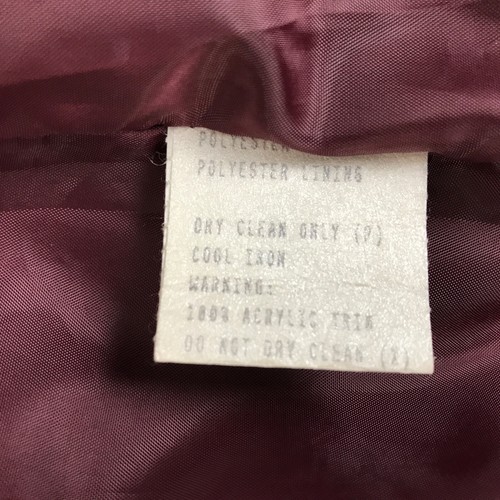 POLYESTER
POLYESTER LINING
DRY CLEAN ONLY (P)
COOL IRON
WARNING:
100% ACRYLIC TRIM
DO NOT DRY CLEAN (X)